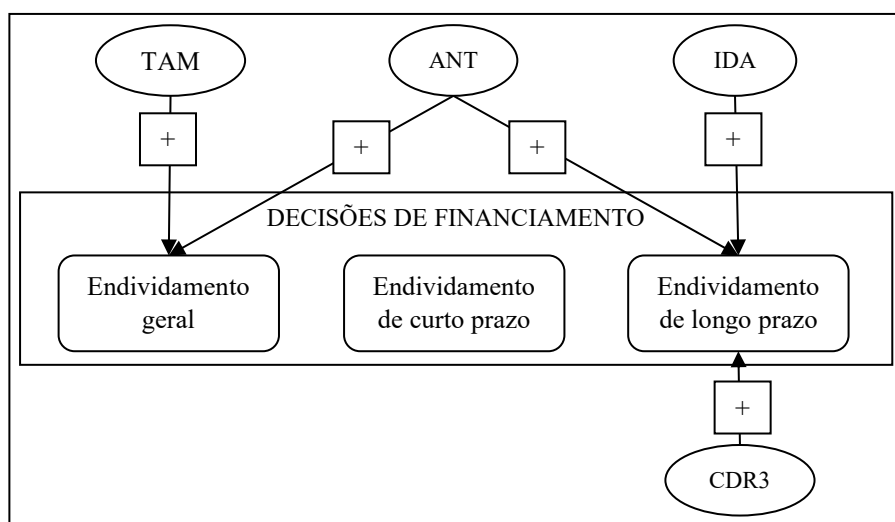 TAM
ANT
IDA
+
+
+
+
DECISÕES DE FINANCIAMENTO
Endividamento
geral
Endividamento
de curto prazo
Endividamento
de longo prazo
+
CDR3